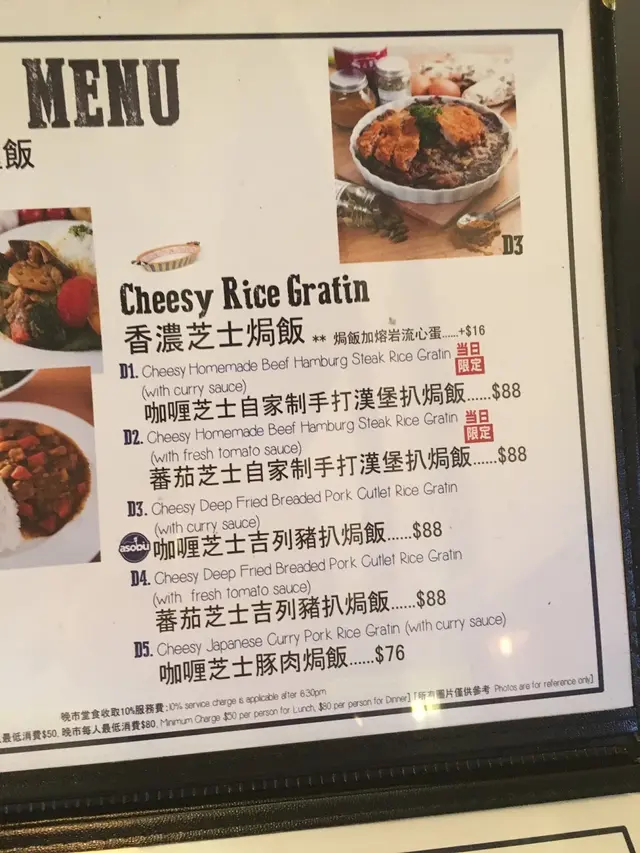 MENU
飯
D3
Cheesy Rice Gratin
香濃芝士焗飯 ** 焗飯加熔岩流心蛋......+$16
D1. Cheesy Homemade Beef Hamburg Steak Rice Gratin 當日限定
(with curry sauce)
咖喱芝士自家制手打漢堡扒焗飯......$88
D2. Cheesy Homemade Beef Hamburg Steak Rice Gratin 當日限定
(with fresh tomato sauce)
蕃茄芝士自家制手打漢堡扒焗飯......$88
D3. Cheesy Deep Fried Breaded Pork Cutlet Rice Gratin
(with curry sauce)
asobu 咖喱芝士吉列豬扒焗飯......$88
D4. Cheesy Deep Fried Breaded Pork Cutlet Rice Gratin
(with fresh tomato sauce)
蕃茄芝士吉列豬扒焗飯......$88
D5. Cheesy Japanese Curry Pork Rice Gratin (with curry sauce)
咖喱芝士豚肉焗飯......$76
晚市堂食收取10%服務費 : 10% service charge is applicable after 6:30pm
最低消費$50, 晚市每人最低消費$80, Minimum Charge $50 per person for Lunch, $80 per person for Dinner] [所有圖片僅供參考 Photos are for reference only]